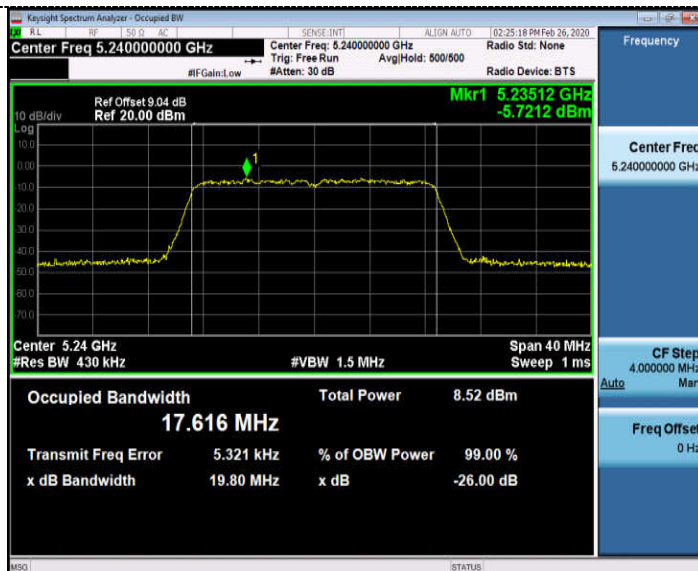 Keysight Spectrum Analyzer - Occupied BW
RL RF 50 Ω AC SENSE:INT ALIGN AUTO 02:25:18 PM Feb 26, 2020
Center Freq 5.240000000 GHz
Center Freq: 5.240000000 GHz
Radio Std: None
Trig: Free Run Avg|Hold: 500/500
#IFGain:Low #Atten: 30 dB Radio Device: BTS
Frequency
Ref Offset 9.04 dB
10 dB/div Ref 20.00 dBm
Mkr1 5.23512 GHz
-5.7212 dBm
Log
10.0
0.00
-10.0
-20.0
-30.0
-40.0
-50.0
-60.0
-70.0
1
Center 5.24 GHz Span 40 MHz
#Res BW 430 kHz #VBW 1.5 MHz Sweep 1 ms
Occupied Bandwidth Total Power 8.52 dBm
17.616 MHz
Transmit Freq Error 5.321 kHz % of OBW Power 99.00 %
x dB Bandwidth 19.80 MHz x dB -26.00 dB
Center Freq
5.240000000 GHz
CF Step
4.000000 MHz
Auto Man
Freq Offset
0 Hz
MSG STATUS